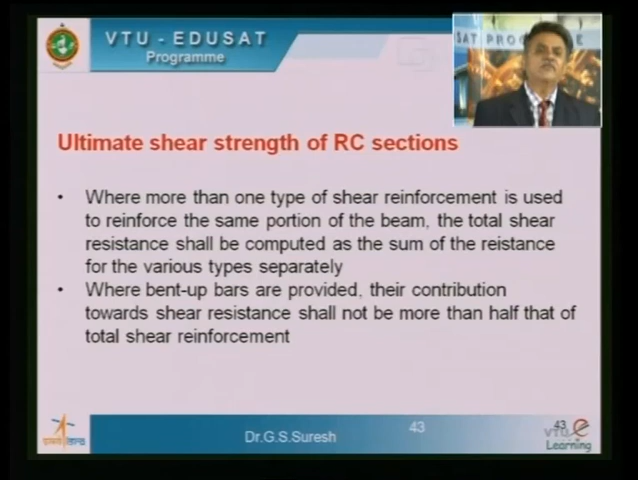 VTU - EDUSAT
Programme
SAT PROGRAMME
Ultimate shear strength of RC sections
• Where more than one type of shear reinforcement is used
to reinforce the same portion of the beam, the total shear
resistance shall be computed as the sum of the reistance
for the various types separately
• Where bent-up bars are provided, their contribution
towards shear resistance shall not be more than half that of
total shear reinforcement
Dr.G.S.Suresh
43
43
VTU e
Learning